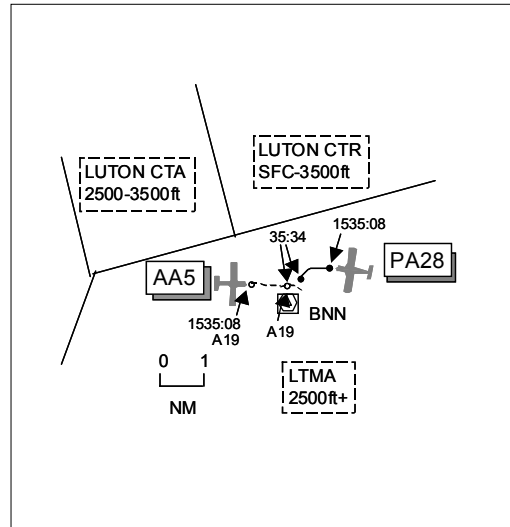 LUTON CTA
2500-3500ft
LUTON CTR
SFC-3500ft
35:34
1535:08
AA5
PA28
BNN
1535:08
A19
A19
0 1
NM
LTMA
2500ft+